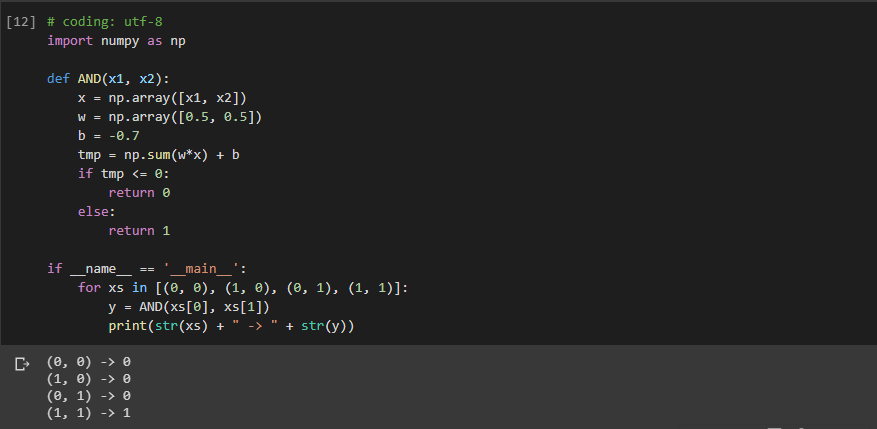 [12] # coding: utf-8
import numpy as np

def AND(x1, x2):
    x = np.array([x1, x2])
    w = np.array([0.5, 0.5])
    b = -0.7
    tmp = np.sum(w*x) + b
    if tmp <= 0:
        return 0
    else:
        return 1

if __name__ == '__main__':
    for xs in [(0, 0), (1, 0), (0, 1), (1, 1)]:
        y = AND(xs[0], xs[1])
        print(str(xs) + " -> " + str(y))

(0, 0) -> 0
(1, 0) -> 0
(0, 1) -> 0
(1, 1) -> 1